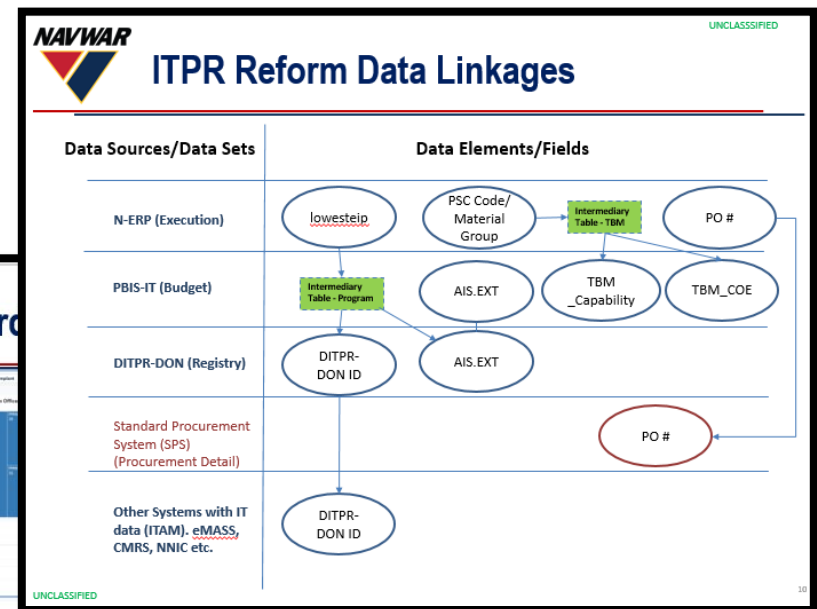 UNCLASSSIFIED
NAVWAR
ITPR Reform Data Linkages
Data Sources/Data Sets
Data Elements/Fields
N-ERP (Execution)
lowesteip
PSC Code/
Material
Group
Intermediary
Table - TBM
PO #
PBIS-IT (Budget)
Intermediary
Table - Program
AIS.EXT
TBM
_Capability
TBM_COE
DITPR-DON (Registry)
DITPR-
DON ID
AIS.EXT
Standard Procurement
System (SPS)
(Procurement Detail)
PO #
Other Systems with IT
data (ITAM). eMASS,
CMRS, NNIC etc.
DITPR-
DON ID
UNCLASSIFIED
10